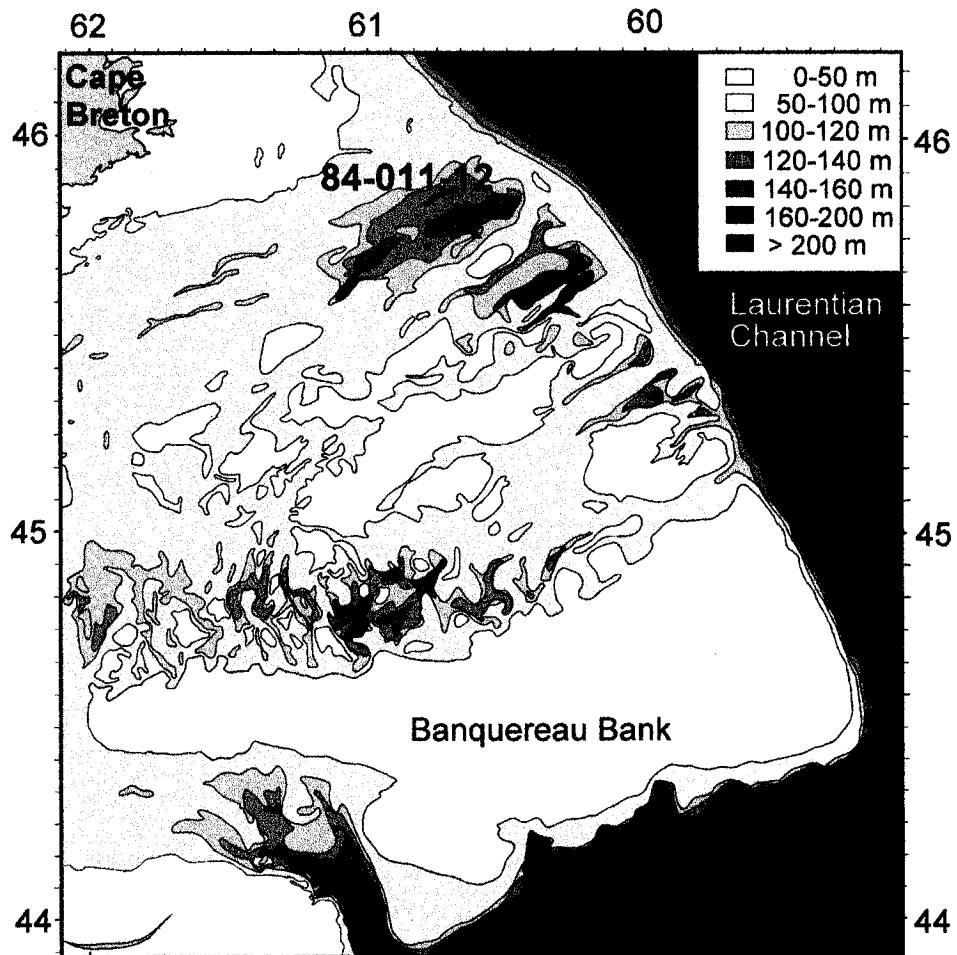 62 61 60
Cape
Breton
0-50 m
50-100 m
100-120 m
120-140 m
140-160 m
160-200 m
> 200 m
46 46
84-011-12
Laurentian
Channel
45 45
Banquereau Bank
44 44